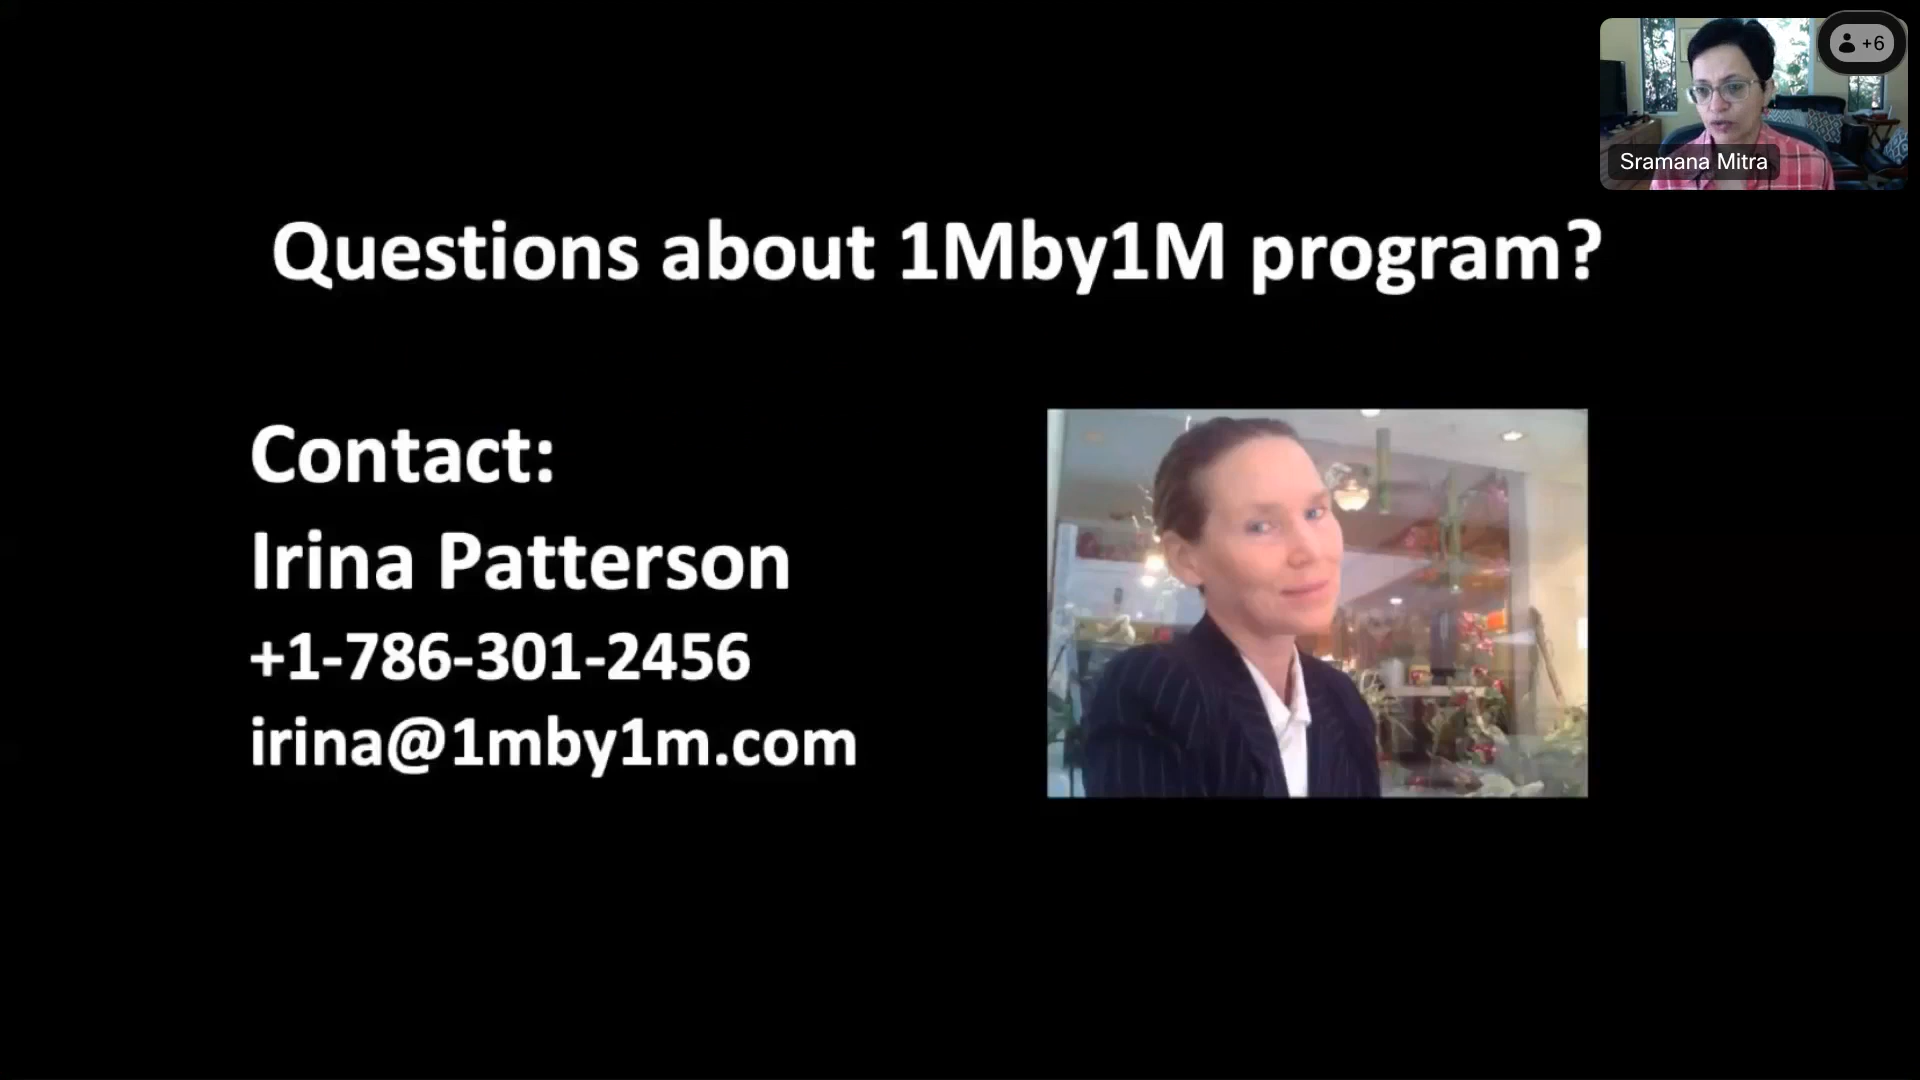 +6
Sramana Mitra
Questions about 1Mby1M program?
Contact:
Irina Patterson
+1-786-301-2456
irina@1mby1m.com